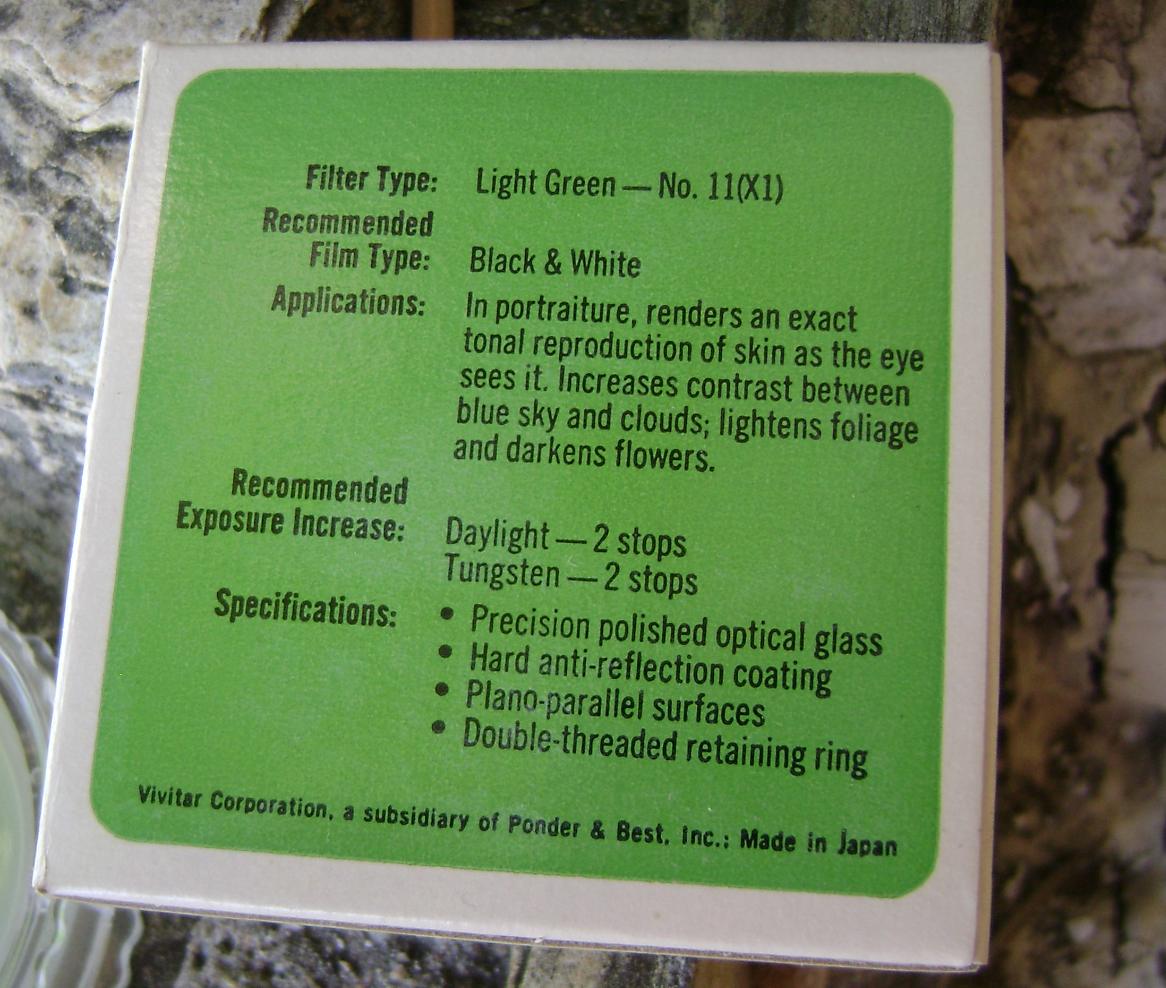 Filter Type: Light Green — No. 11(X1)
Recommended
Film Type: Black & White
Applications: In portraiture, renders an exact
tonal reproduction of skin as the eye
sees it. Increases contrast between
blue sky and clouds; lightens foliage
and darkens flowers.
Recommended
Exposure Increase: Daylight — 2 stops
Tungsten — 2 stops
Specifications: • Precision polished optical glass
• Hard anti-reflection coating
• Plano-parallel surfaces
• Double-threaded retaining ring
Vivitar Corporation, a subsidiary of Ponder & Best, Inc.; Made in Japan